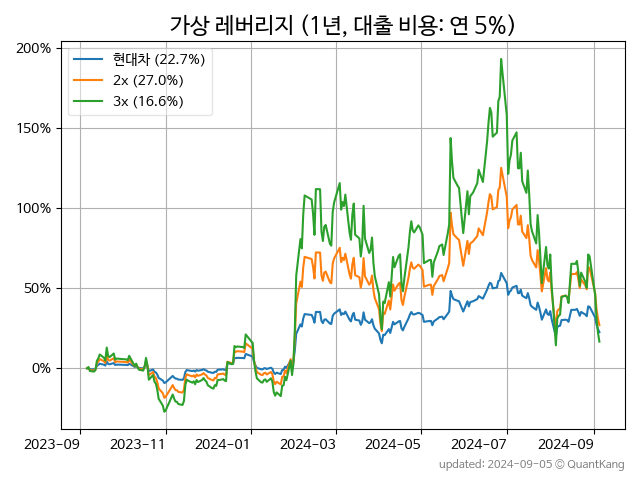 가상 레버리지 (1년, 대출 비용: 연 5%)
200%
150%
100%
50%
0%
현대차 (22.7%)
2x (27.0%)
3x (16.6%)
2023-09
2023-11
2024-01
2024-03
2024-05
2024-07
2024-09
updated: 2024-09-05 © QuantKang